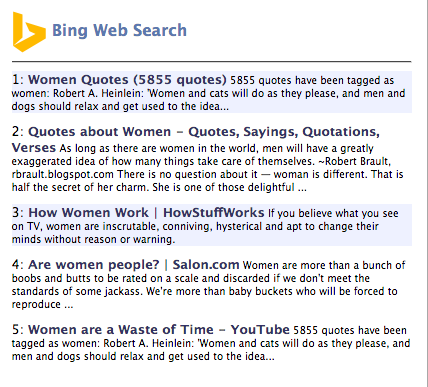 Bing Web Search
1: Women Quotes (5855 quotes) 5855 quotes have been tagged as
women: Robert A. Heinlein: 'Women and cats will do as they please, and men and
dogs should relax and get used to the idea...
2: Quotes about Women - Quotes, Sayings, Quotations,
Verses As long as there are women in the world, men will have a greatly
exaggerated idea of how many things take care of themselves. ~Robert Brault,
rbrault.blogspot.com There is no question about it — woman is different. That is
half the secret of her charm. She is one of those delightful ...
3: How Women Work | HowStuffWorks If you believe what you see
on TV, women are inscrutable, conniving, hysterical and apt to change their
minds without reason or warning.
4: Are women people? | Salon.com Women are more than a bunch of
boobs and butts to be rated on a scale and discarded if we don't meet the
standards of some jackass. We're more than baby buckets who will be forced to
reproduce ...
5: Women are a Waste of Time - YouTube 5855 quotes have been
tagged as women: Robert A. Heinlein: 'Women and cats will do as they please, and
men and dogs should relax and get used to the idea...